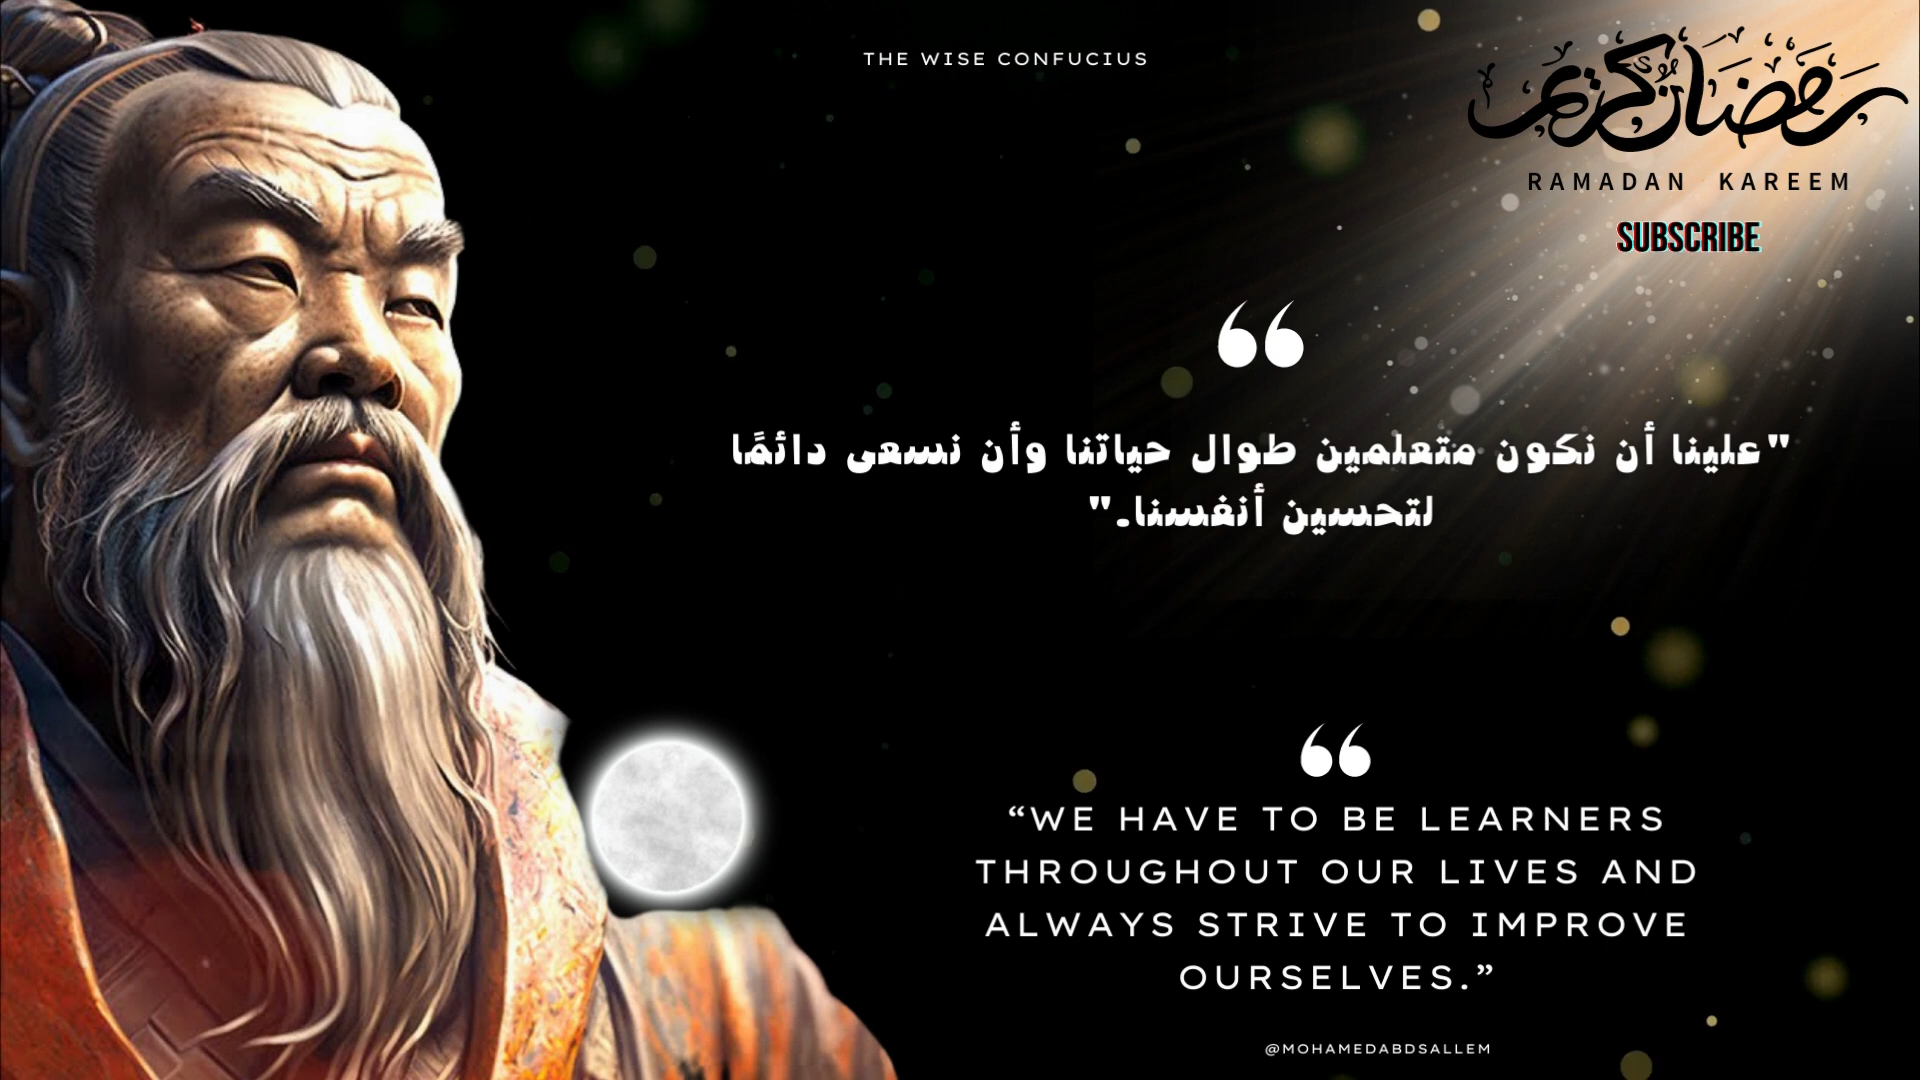 THE WISE CONFUCIUS
رمضان كريم
RAMADAN KAREEM
SUBSCRIBE
"علينا أن نكون متعلمين طوال حياتنا وأن نسعى دائمًا
لتحسين أنفسنا."
“WE HAVE TO BE LEARNERS
THROUGHOUT OUR LIVES AND
ALWAYS STRIVE TO IMPROVE
OURSELVES.”
@MOHAMEDABDSALLEM